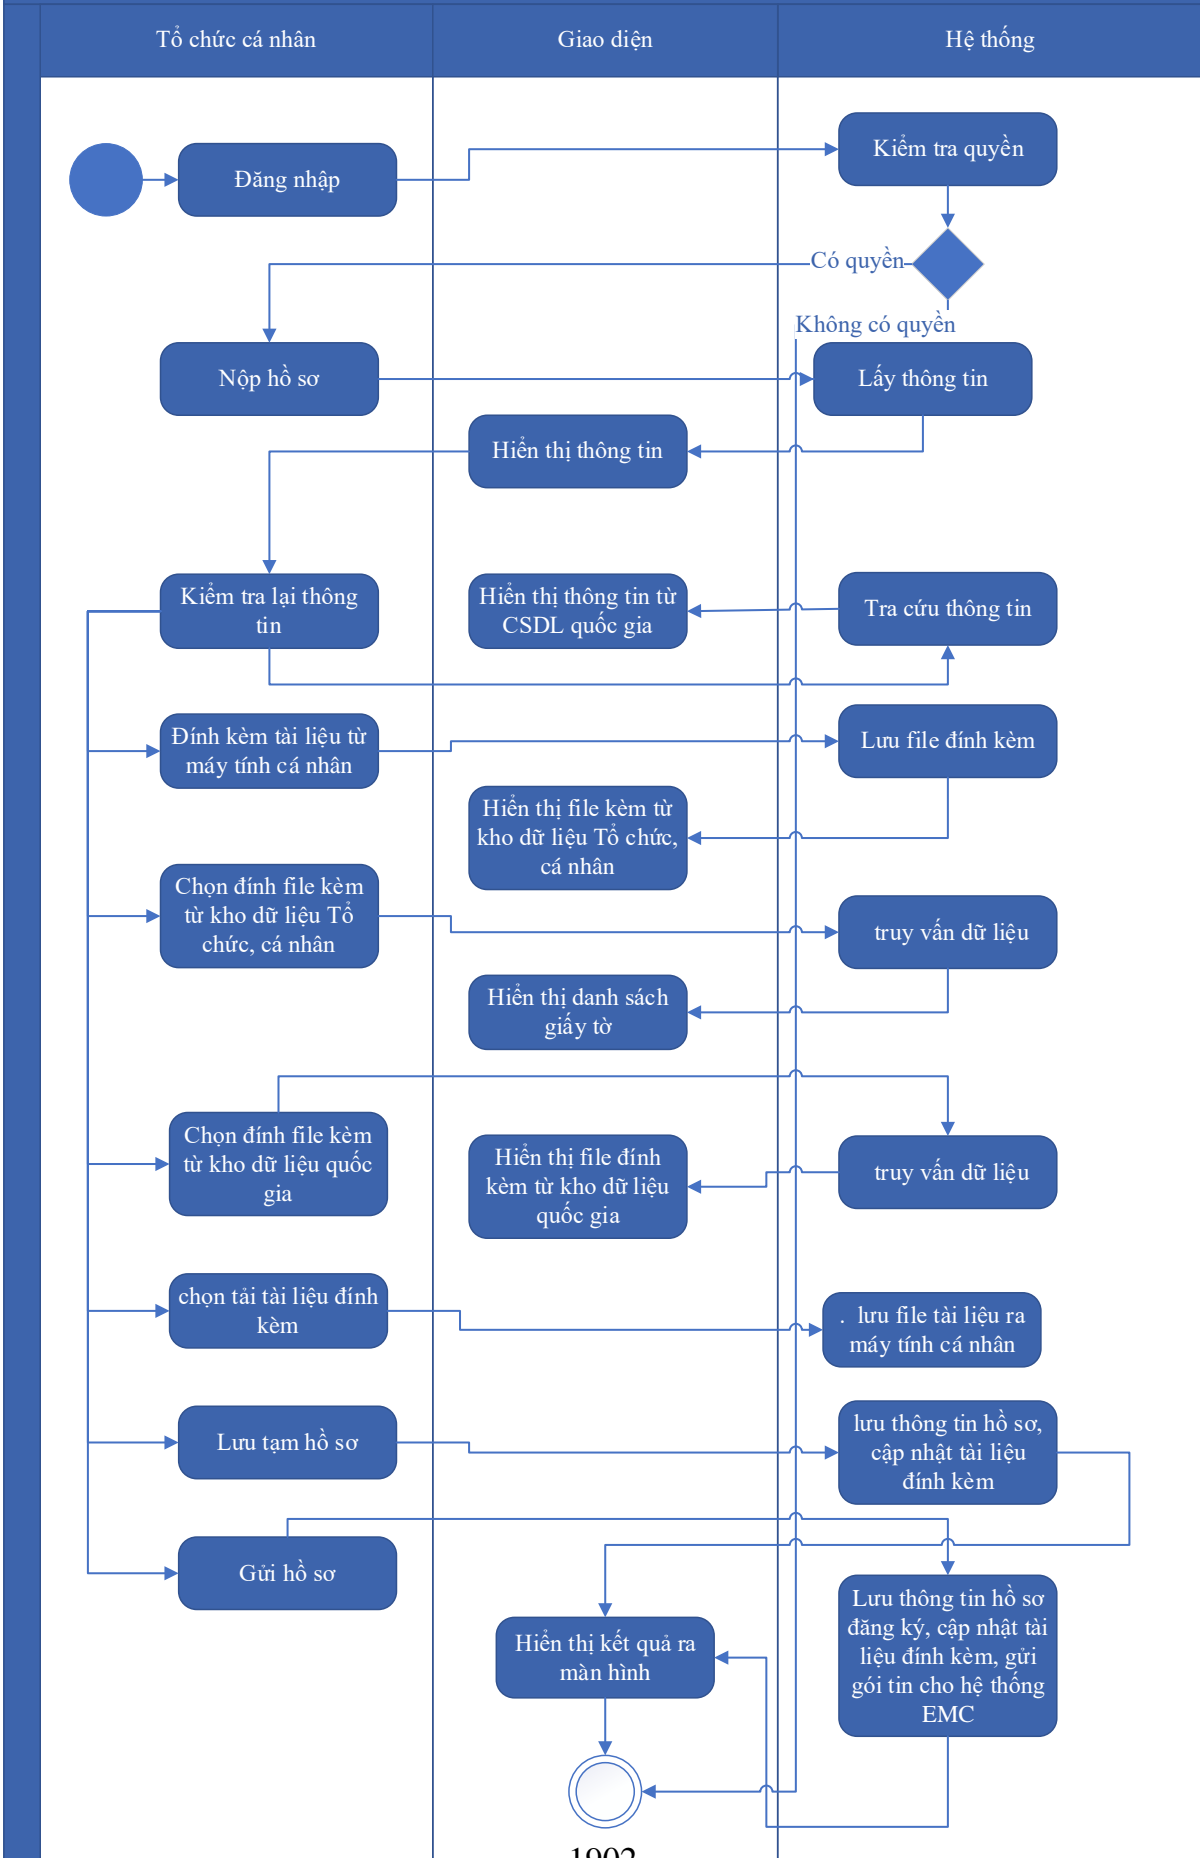 Tổ chức cá nhân
Giao diện
Hệ thống
Kiểm tra quyền
Đăng nhập
Có quyền
Không có quyền
Nộp hồ sơ
Lấy thông tin
Hiển thị thông tin
Kiểm tra lại thông
tin
Hiển thị thông tin từ
CSDL quốc gia
Tra cứu thông tin
Đính kèm tài liệu từ
máy tính cá nhân
Lưu file đính kèm
Hiển thị file kèm từ
kho dữ liệu Tổ chức,
cá nhân
Chọn đính file kèm
từ kho dữ liệu Tổ
chức, cá nhân
truy vấn dữ liệu
Hiển thị danh sách
giấy tờ
Chọn đính file kèm
từ kho dữ liệu quốc
gia
Hiển thị file đính
kèm từ kho dữ liệu
quốc gia
truy vấn dữ liệu
chọn tải tài liệu đính
kèm
. lưu file tài liệu ra
máy tính cá nhân
Lưu tạm hồ sơ
lưu thông tin hồ sơ,
cập nhật tài liệu
đính kèm
Gửi hồ sơ
Lưu thông tin hồ sơ
đăng ký, cập nhật tài
liệu đính kèm, gửi
gói tin cho hệ thống
EMC
Hiển thị kết quả ra
màn hình
1902